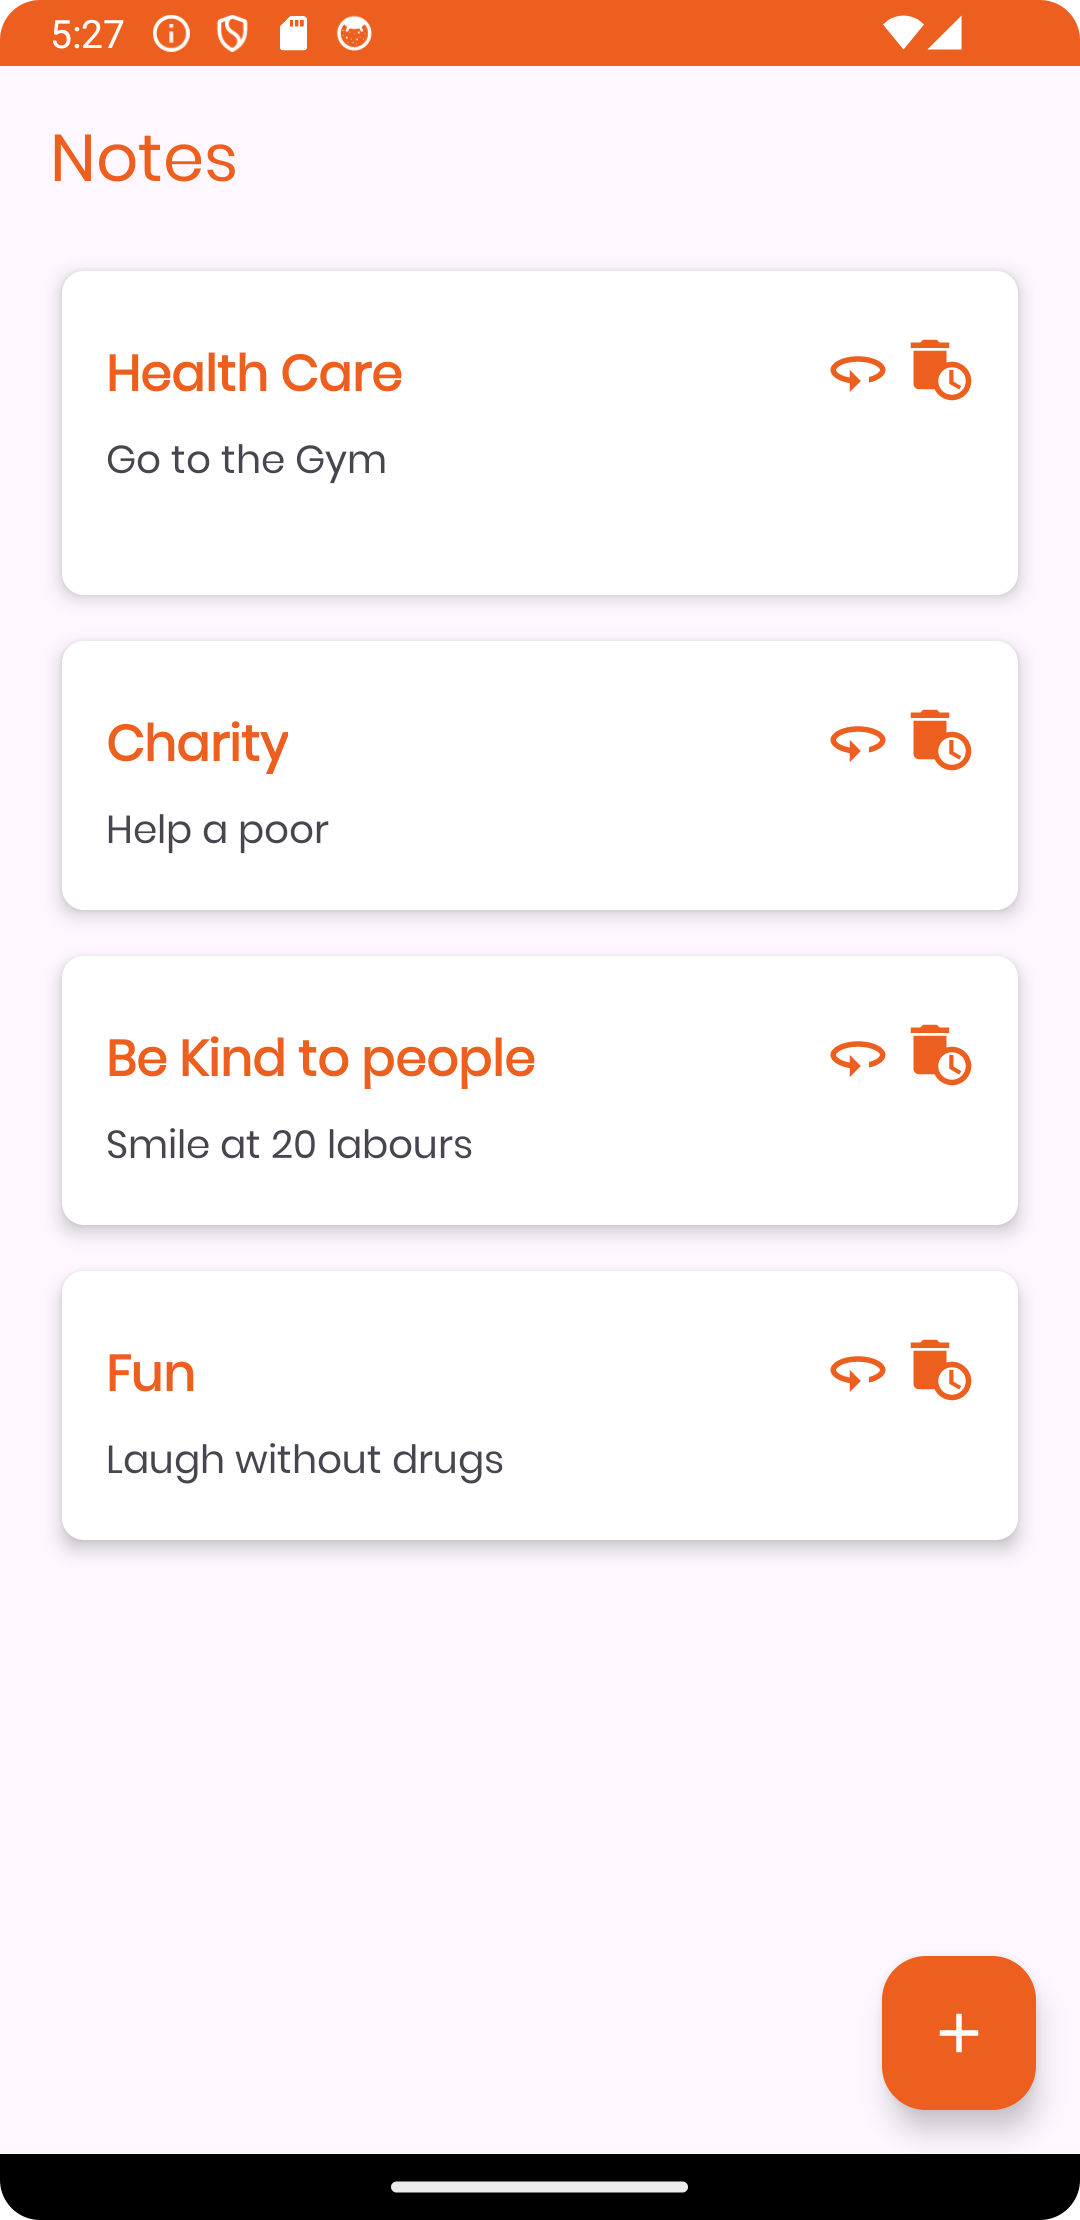 5:27
Notes
Health Care
Go to the Gym
Charity
Help a poor
Be Kind to people
Smile at 20 labours
Fun
Laugh without drugs